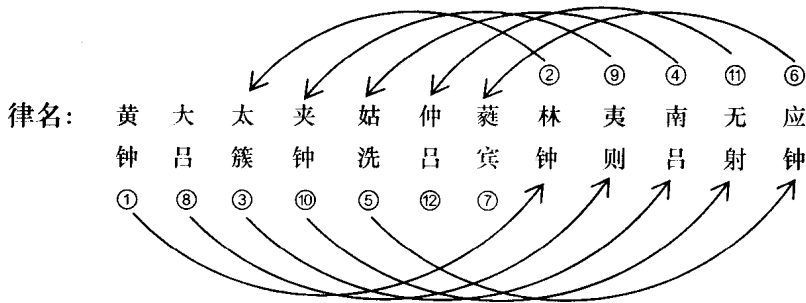 ② ⑨ ④ ⑪ ⑥
律名: 黄 大 太 夹 姑 仲 蕤 林 夷 南 无 应
钟 吕 簇 钟 洗 吕 宾 钟 则 吕 射 钟
① ⑧ ③ ⑩ ⑤ ⑫ ⑦